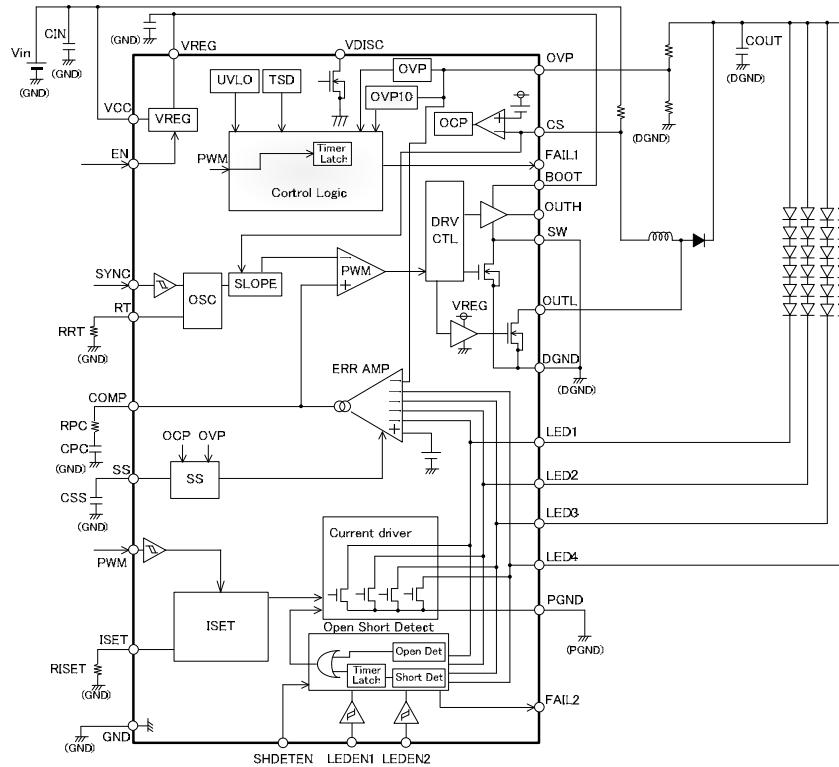 CIN
(GND)
VREG
VDISC
COUT
Vin
(GND)
(GND)
OVP
(DGND)
UVLO
TSD
OVP
OVP10
VCC
VREG
OCP
CS
(DGND)
EN
PWM
Timer
Latch
FAIL1
Cortrol Logic
BOOT
DRV
CTL
OUTH
SW
SYNC
OSC
SLOPE
PWM
VREG
OUTL
RT
RRT
(GND)
DGND
(DGND)
ERR AMP
COMP
RPC
CPC
(GND)
OCP
OVP
LED1
SS
SS
LED2
CSS
(GND)
LED3
Current driver
PWM
LED4
ISET
PGND
(PGND)
Open Short Detect
ISET
RISET
(GND)
Open Det
Timer
Latch
Short Det
FAIL2
(GND)
GND
SHDETEN
LEDEN1
LEDEN2